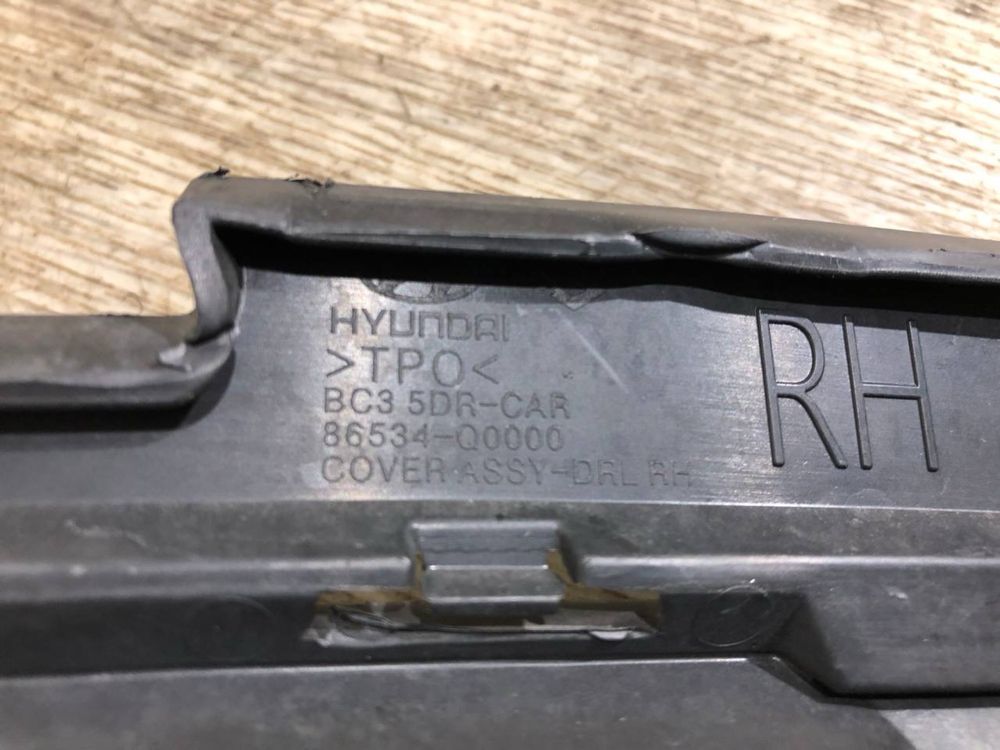 HYUNDAI
>TPO<
BC3 5DR-CAR
86534-Q0000
COVER ASSY-DRL RH
RH